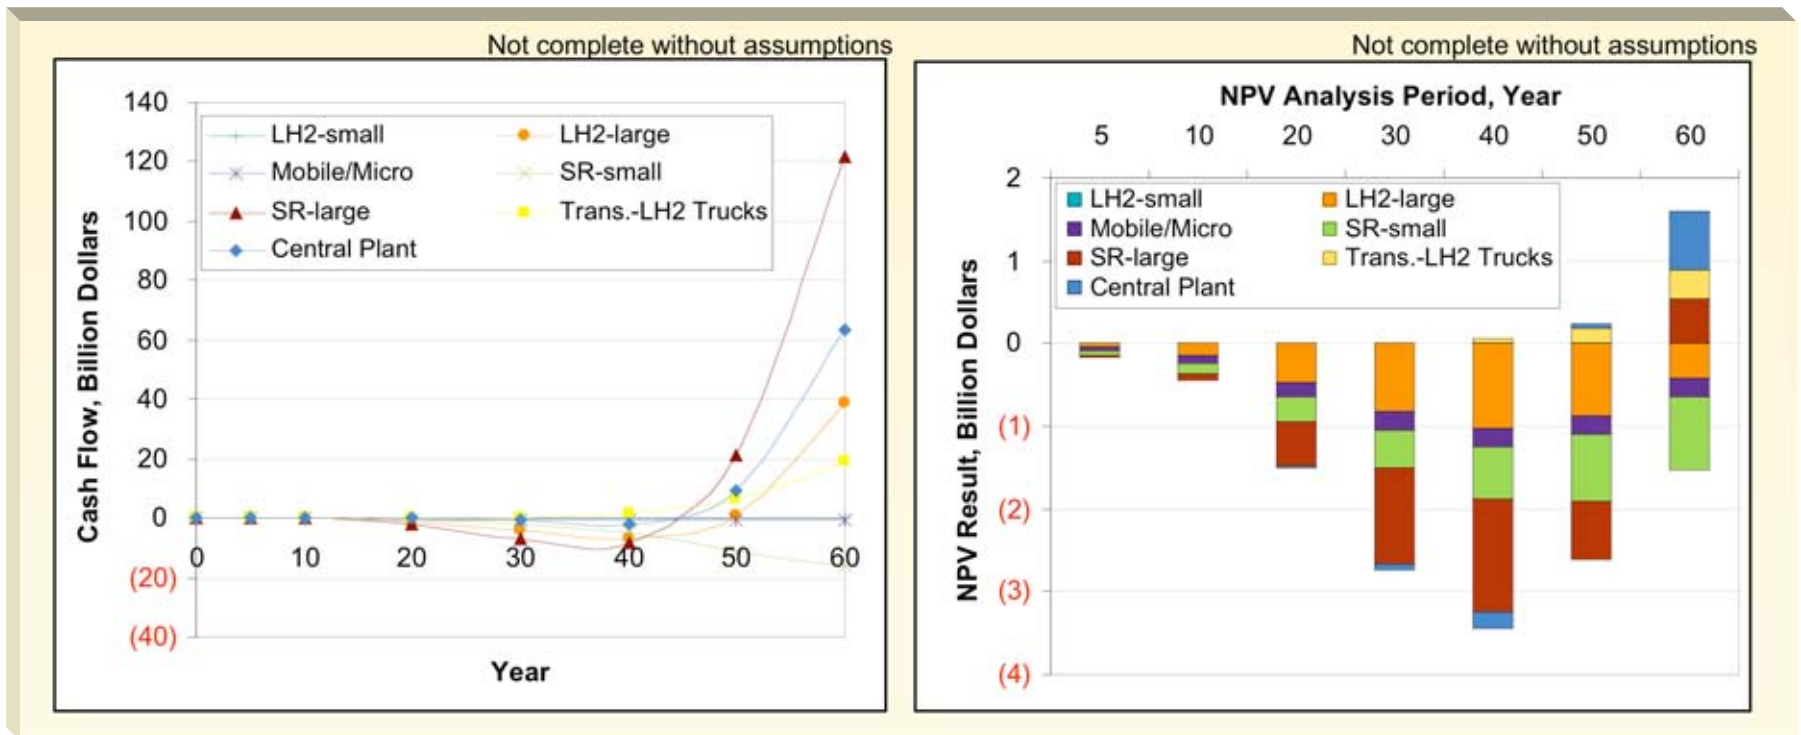 Not complete without assumptions
140
120
100
80
60
40
20
0
(20)
(40)
Cash Flow, Billion Dollars
LH2-small
LH2-large
Mobile/Micro
SR-small
SR-large
Trans.-LH2 Trucks
Central Plant
0 10 20 30 40 50 60
Year
Not complete without assumptions
NPV Analysis Period, Year
5 10 20 30 40 50 60
2
1
0
(1)
(2)
(3)
(4)
NPV Result, Billion Dollars
LH2-small
LH2-large
Mobile/Micro
SR-small
SR-large
Trans.-LH2 Trucks
Central Plant